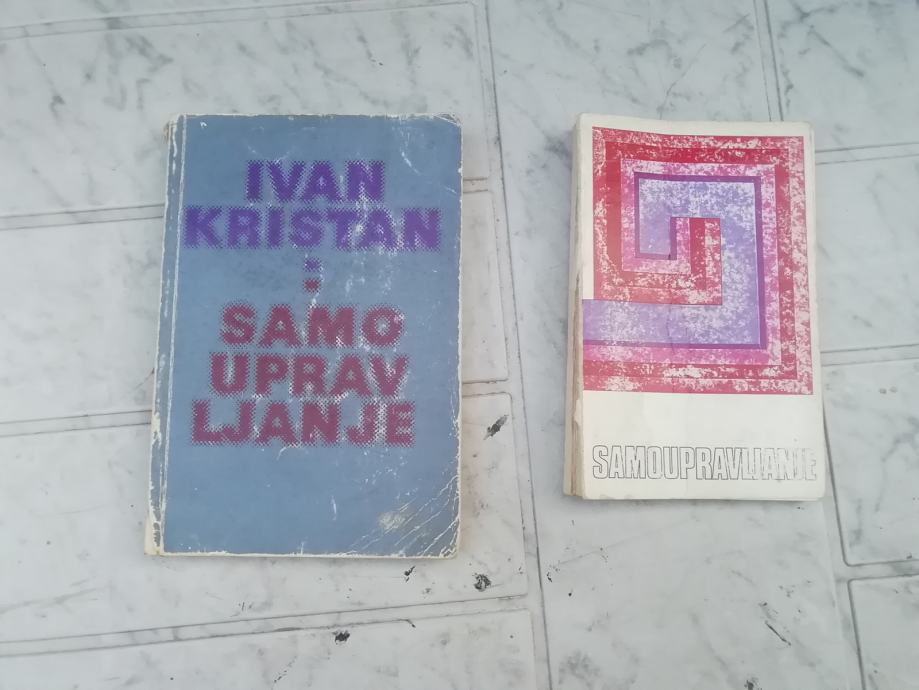 IVAN
KRISTAN
:
SAMO
UPRAV
LJANJE
SAMOUPRAVLJANJE